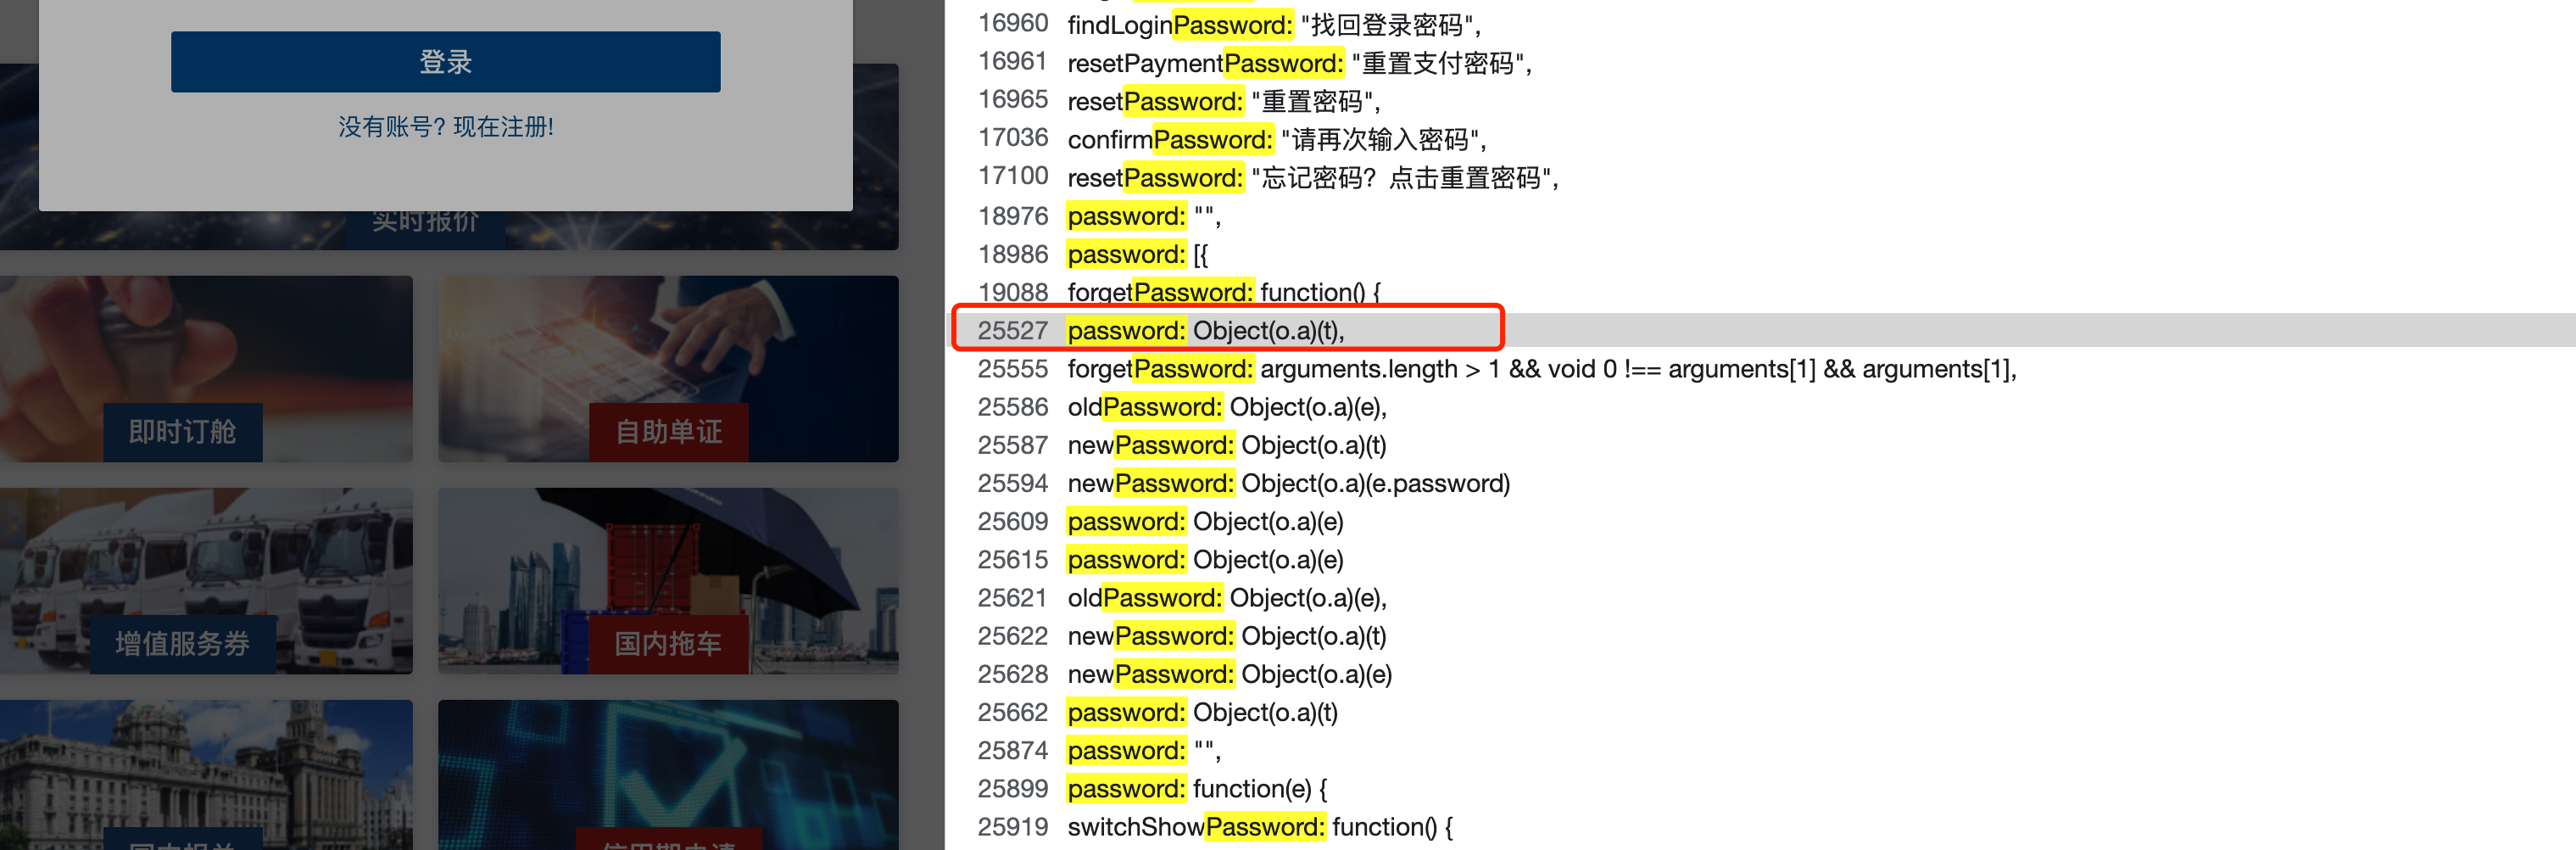 登录
没有账号? 现在注册!
实时报价
即时订舱
自助单证
增值服务券
国内拖车
16960 findLoginPassword: "找回登录密码",
16961 resetPaymentPassword: "重置支付密码",
16965 resetPassword: "重置密码",
17036 confirmPassword: "请再次输入密码",
17100 resetPassword: "忘记密码？点击重置密码",
18976 password: "",
18986 password: [{
19088 forgetPassword: function() {
25527 password: Object(o.a)(t),
25555 forgetPassword: arguments.length > 1 && void 0 !== arguments[1] && arguments[1],
25586 oldPassword: Object(o.a)(e),
25587 newPassword: Object(o.a)(t)
25594 newPassword: Object(o.a)(e.password)
25609 password: Object(o.a)(e)
25615 password: Object(o.a)(e)
25621 oldPassword: Object(o.a)(e),
25622 newPassword: Object(o.a)(t)
25628 newPassword: Object(o.a)(e)
25662 password: Object(o.a)(t)
25874 password: "",
25899 password: function(e) {
25919 switchShowPassword: function() {